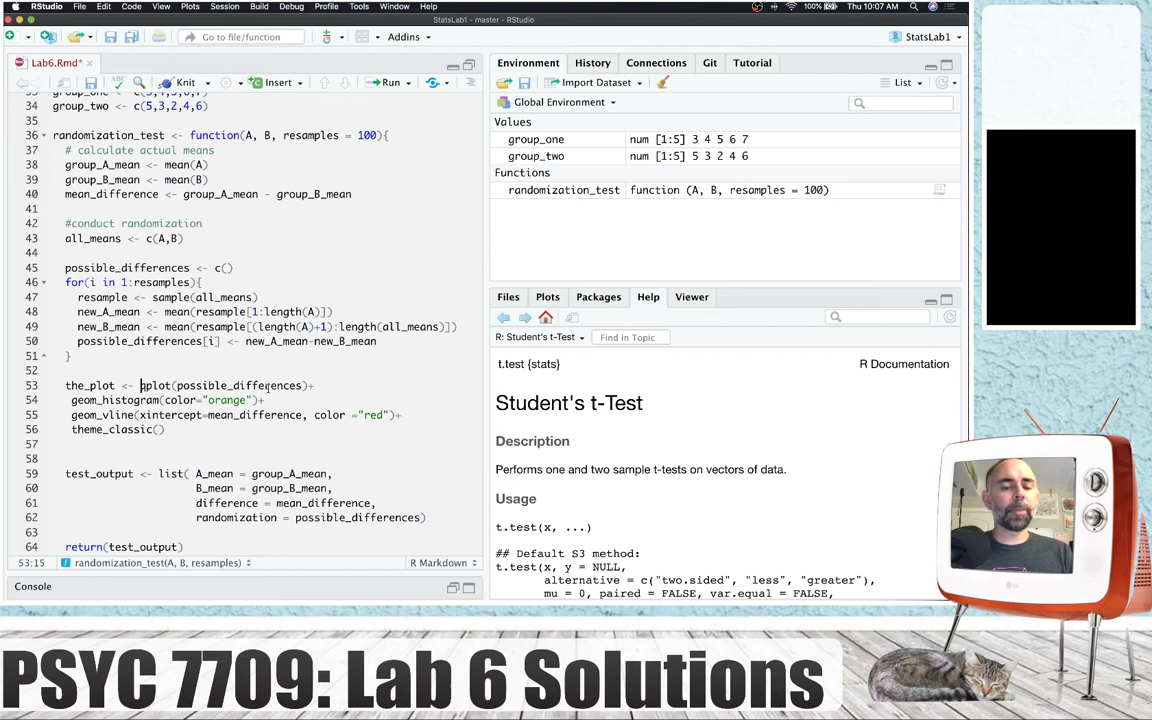 RStudio File Edit Code View Plots Session Build Debug Profile Tools Window Help 100% Thu 10:07 AM
StatsLab1 - master - RStudio
Go to file/function Addins StatsLab1
Lab6.Rmd*
Knit Insert Run
34 group_two <- c(5,3,2,4,6)
35
36 randomization_test <- function(A, B, resamples = 100){
37 # calculate actual means
38 group_A_mean <- mean(A)
39 group_B_mean <- mean(B)
40 mean_difference <- group_A_mean - group_B_mean
41
42 #conduct randomization
43 all_means <- c(A,B)
44
45 possible_differences <- c()
46 for(i in 1:resamples){
47 resample <- sample(all_means)
48 new_A_mean <- mean(resample[1:length(A)])
49 new_B_mean <- mean(resample[(length(A)+1):length(all_means)])
50 possible_differences[i] <- new_A_mean-new_B_mean
51 }
52
53 the_plot <- qplot(possible_differences)+
54 geom_histogram(color="orange")+
55 geom_vline(xintercept=mean_difference, color ="red")+
56 theme_classic()
57
58
59 test_output <- list( A_mean = group_A_mean,
60 B_mean = group_B_mean,
61 difference = mean_difference,
62 randomization = possible_differences)
63
64 return(test_output)
53:15 randomization_test(A, B, resamples) R Markdown
Console
Environment History Connections Git Tutorial
Import Dataset List
Global Environment
Values
group_one num [1:5] 3 4 5 6 7
group_two num [1:5] 5 3 2 4 6
Functions
randomization_test function (A, B, resamples = 100)
Files Plots Packages Help Viewer
R: Student's t-Test Find in Topic
t.test {stats} R Documentation
Student's t-Test
Description
Performs one and two sample t-tests on vectors of data.
Usage
t.test(x, ...)
## Default S3 method:
t.test(x, y = NULL,
alternative = c("two.sided", "less", "greater"),
mu = 0, paired = FALSE, var.equal = FALSE,
LG
PSYC 7709: Lab 6 Solutions